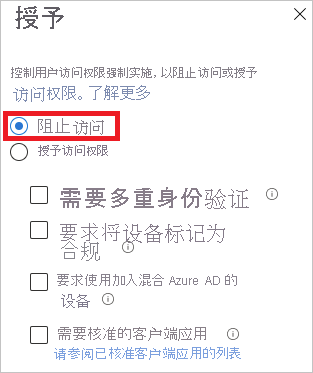 授予
控制用户访问权限强制实施，以阻止访问或授予
访问权限。了解更多
阻止访问
授予访问权限
需要多重身份验证
要求将设备标记为
合规
要求使用加入混合 Azure AD 的
设备
需要核准的客户端应用
请参阅已核准客户端应用的列表